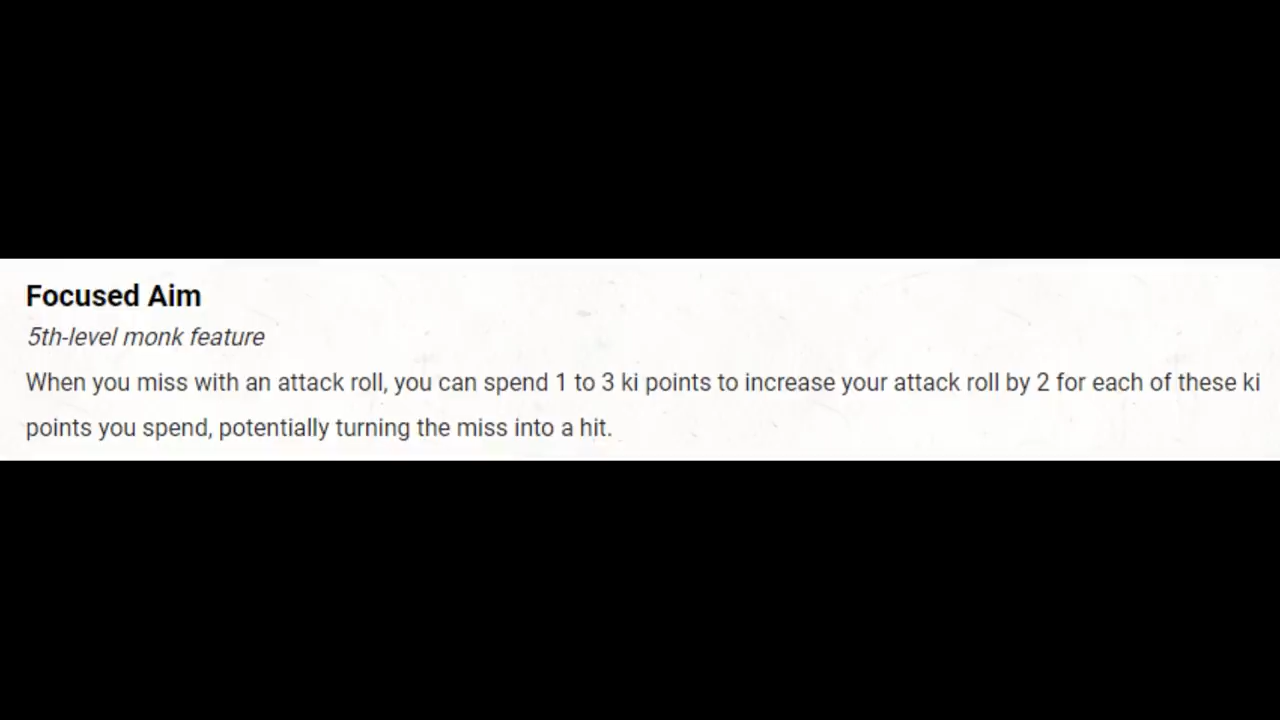 Focused Aim
5th-level monk feature
When you miss with an attack roll, you can spend 1 to 3 ki points to increase your attack roll by 2 for each of these ki
points you spend, potentially turning the miss into a hit.